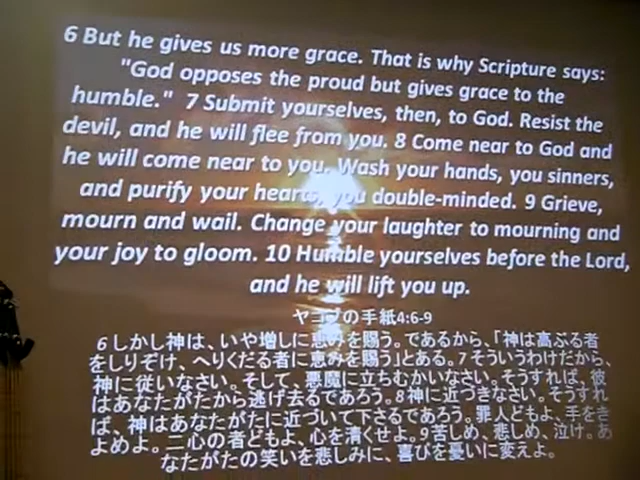 6 But he gives us more grace. That is why Scripture says:
"God opposes the proud but gives grace to the
humble."  7 Submit yourselves, then, to God. Resist the
devil, and he will flee from you. 8 Come near to God and
he will come near to you. Wash your hands, you sinners,
and purify your hearts, you double-minded. 9 Grieve,
mourn and wail. Change your laughter to mourning and
your joy to gloom. 10 Humble yourselves before the Lord,
and he will lift you up.
ヤコブの手紙4:6-9
6 しかし神は、いや増しに恵みを賜う。であるから、「神は高ぶる者
をしりぞけ、へりくだる者に恵みを賜う」とある。7 そういうわけだから、
神に従いなさい。そして、悪魔に立ちむかいなさい。そうすれば、彼
はあなたがたから逃げ去るであろう。8神に近づきなさい。そうすれ
ば、神はあなたがたに近づいて下さるであろう。罪人どもよ、手をき
よめよ。二心の者どもよ、心を清くせよ。9苦しめ、悲しめ、泣け。あ
なたがたの笑いを悲しみに、喜びを憂いに変えよ。